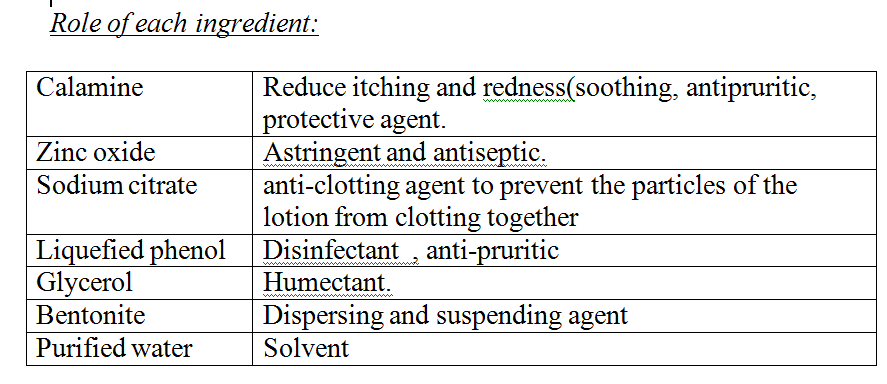 Role of each ingredient:
Calamine Reduce itching and redness(soothing, antipruritic,
protective agent.
Zinc oxide Astringent and antiseptic.
Sodium citrate anti-clotting agent to prevent the particles of the
lotion from clotting together
Liquefied phenol Disinfectant , anti-pruritic
Glycerol Humectant.
Bentonite Dispersing and suspending agent
Purified water Solvent